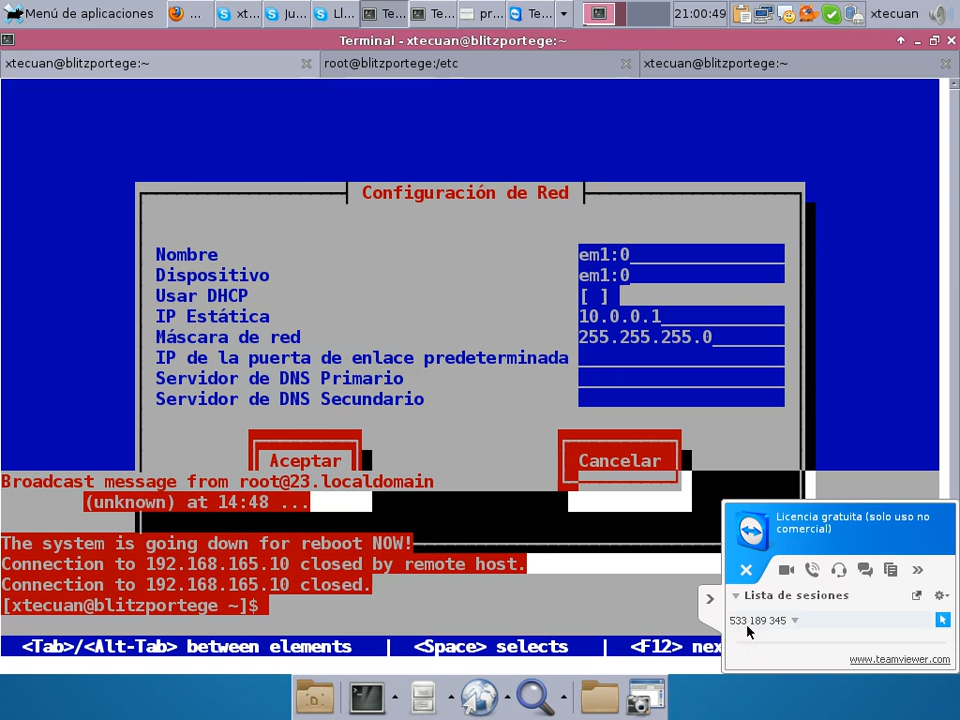 Menú de aplicaciones
...
xt...
Ju...
Ll...
Te...
Te...
pr...
Te...
21:00:49
xtecuan
Terminal - xtecuan@blitzportege:~
xtecuan@blitzportege:~
root@blitzportege:/etc
xtecuan@blitzportege:~
Configuración de Red
Nombre em1:0
Dispositivo em1:0
Usar DHCP [ ]
IP Estática 10.0.0.1
Máscara de red 255.255.255.0
IP de la puerta de enlace predeterminada
Servidor de DNS Primario
Servidor de DNS Secundario
Aceptar Cancelar
Broadcast message from root@23.localdomain
(unknown) at 14:48 ...
The system is going down for reboot NOW!
Connection to 192.168.165.10 closed by remote host.
Connection to 192.168.165.10 closed.
[xtecuan@blitzportege ~]$
<Tab>/<Alt-Tab> between elements | <Space> selects | <F12> nex
Licencia gratuita (solo uso no
comercial)
Lista de sesiones
533 189 345
www.teamviewer.com